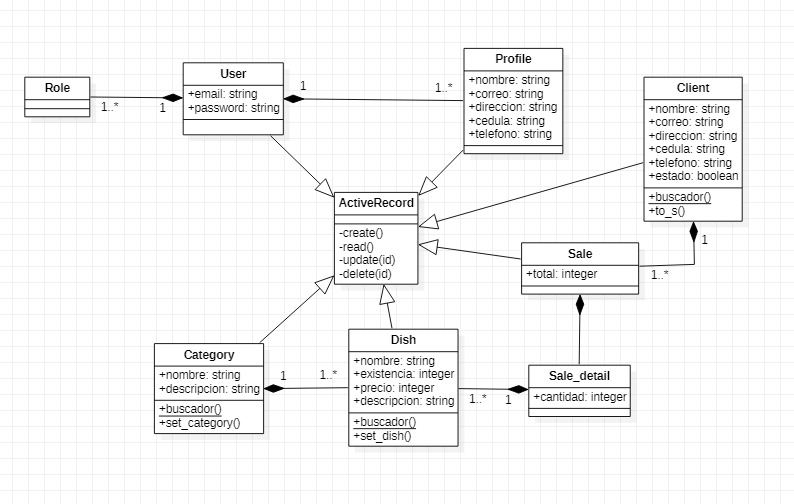 Role
1..*
1
User
+email: string
+password: string
1
1..*
Profile
+nombre: string
+correo: string
+direccion: string
+cedula: string
+telefono: string
Client
+nombre: string
+correo: string
+direccion: string
+cedula: string
+telefono: string
+estado: boolean
+buscador()
+to_s()
1
1..*
ActiveRecord
-create()
-read()
-update(id)
-delete(id)
Sale
+total: integer
Category
+nombre: string
+descripcion: string
+buscador()
+set_category()
1
1..*
Dish
+nombre: string
+existencia: integer
+precio: integer
+descripcion: string
+buscador()
+set_dish()
1..*
1
Sale_detail
+cantidad: integer